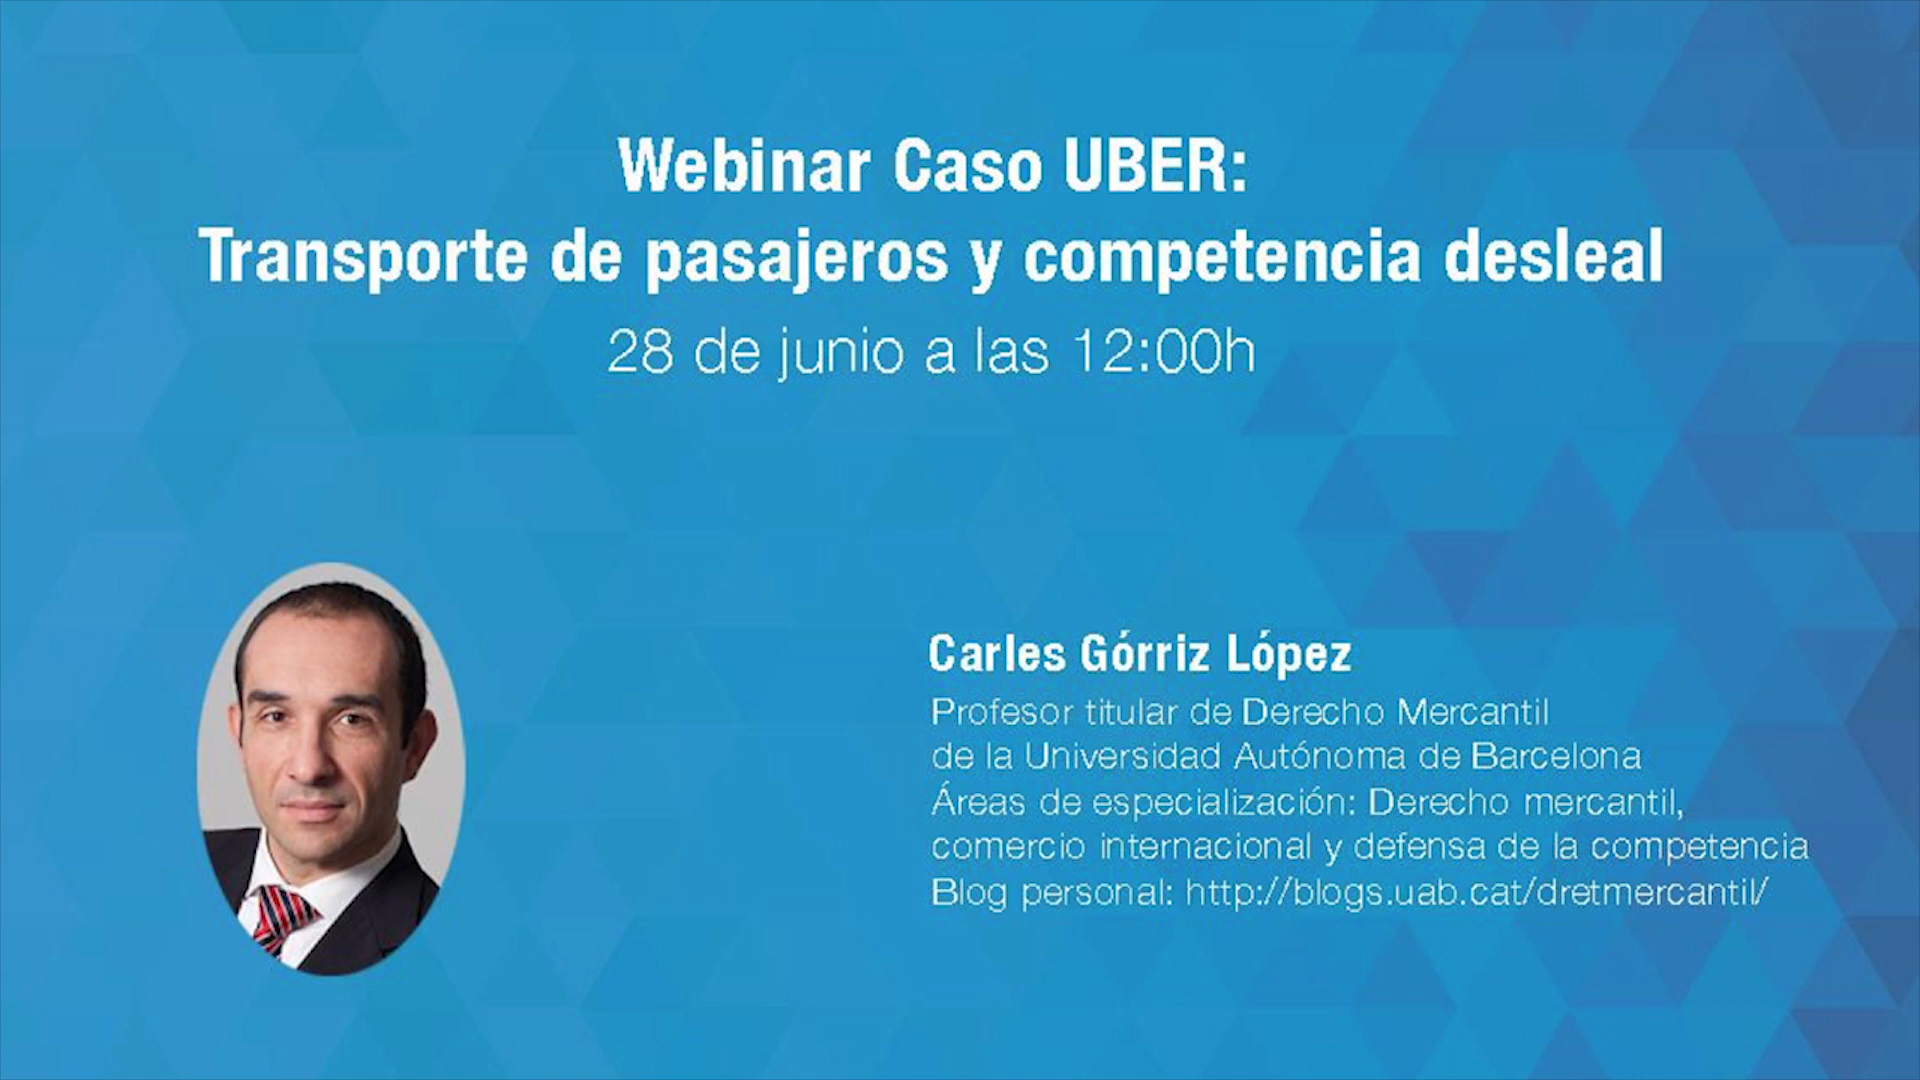 Webinar Caso UBER:
Transporte de pasajeros y competencia desleal
28 de junio a las 12:00h
Carles Górriz López
Profesor titular de Derecho Mercantil
de la Universidad Autónoma de Barcelona
Áreas de especialización: Derecho mercantil,
comercio internacional y defensa de la competencia
Blog personal: http://blogs.uab.cat/dretmercantil/